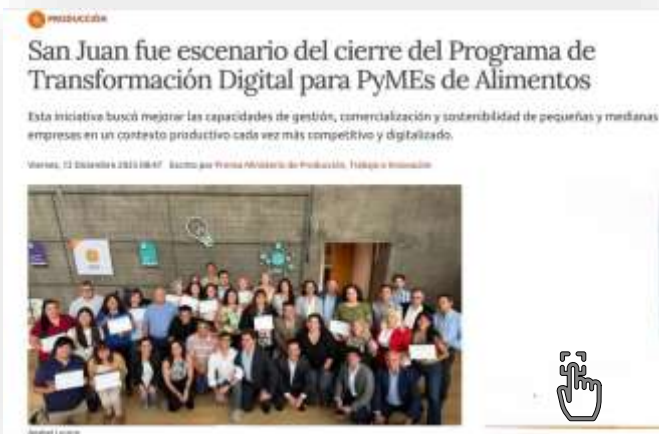 PRODUCCIÓN
San Juan fue escenario del cierre del Programa de
Transformación Digital para PyMEs de Alimentos
Esta iniciativa buscó mejorar las capacidades de gestión, comercialización y sostenibilidad de pequeñas y medianas
empresas en un contexto productivo cada vez más competitivo y digitalizado.
Viernes, 12 Diciembre 2025 08:47 Escrito por Prensa Ministerio de Producción, Trabajo e Innovación